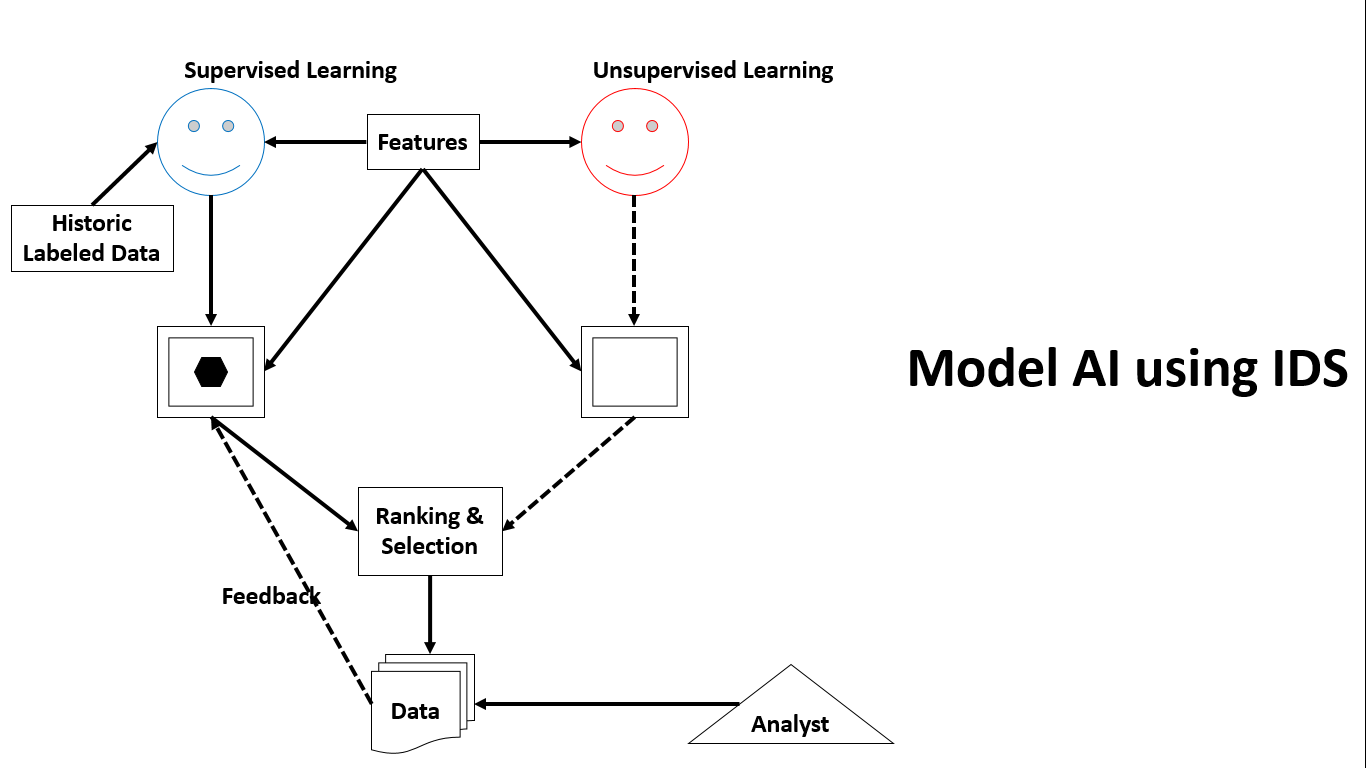 Supervised Learning
Unsupervised Learning
Features
Historic
Labeled Data
Model AI using IDS
Ranking &
Selection
Feedback
Data
Analyst